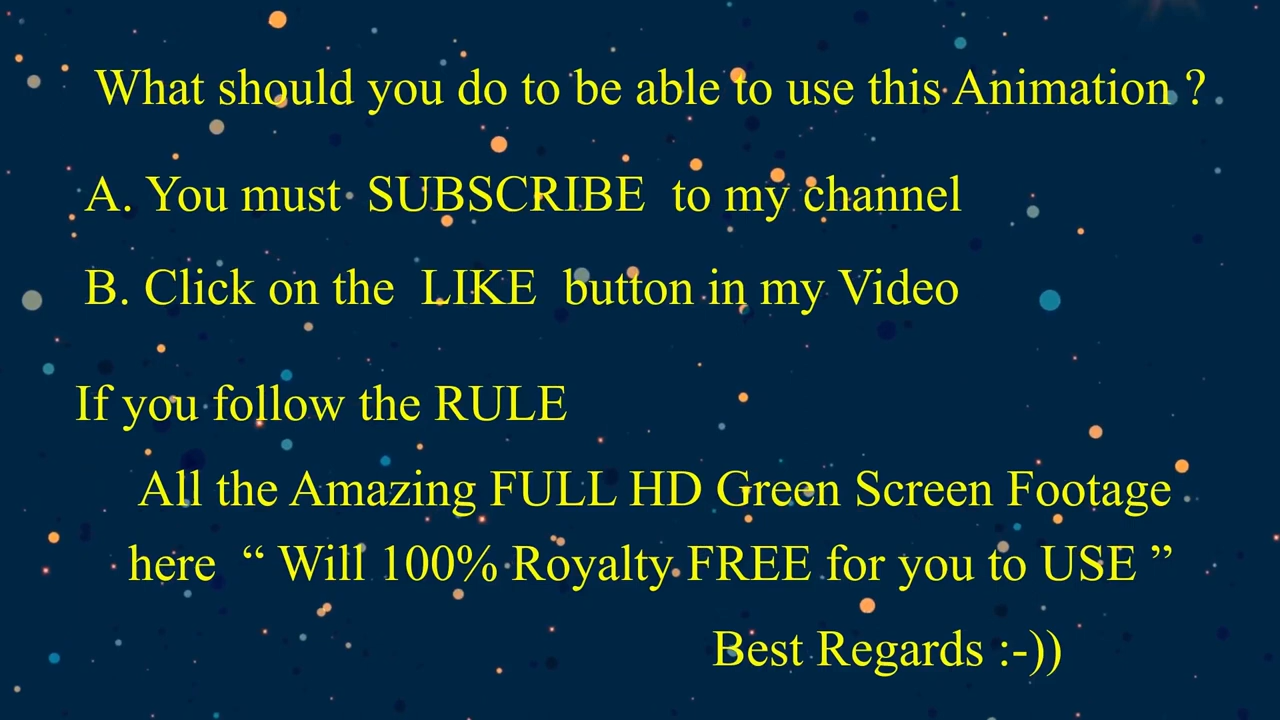 What should you do to be able to use this Animation ?
A. You must SUBSCRIBE to my channel
B. Click on the LIKE button in my Video
If you follow the RULE
All the Amazing FULL HD Green Screen Footage
here “ Will 100% Royalty FREE for you to USE ”
Best Regards :-))